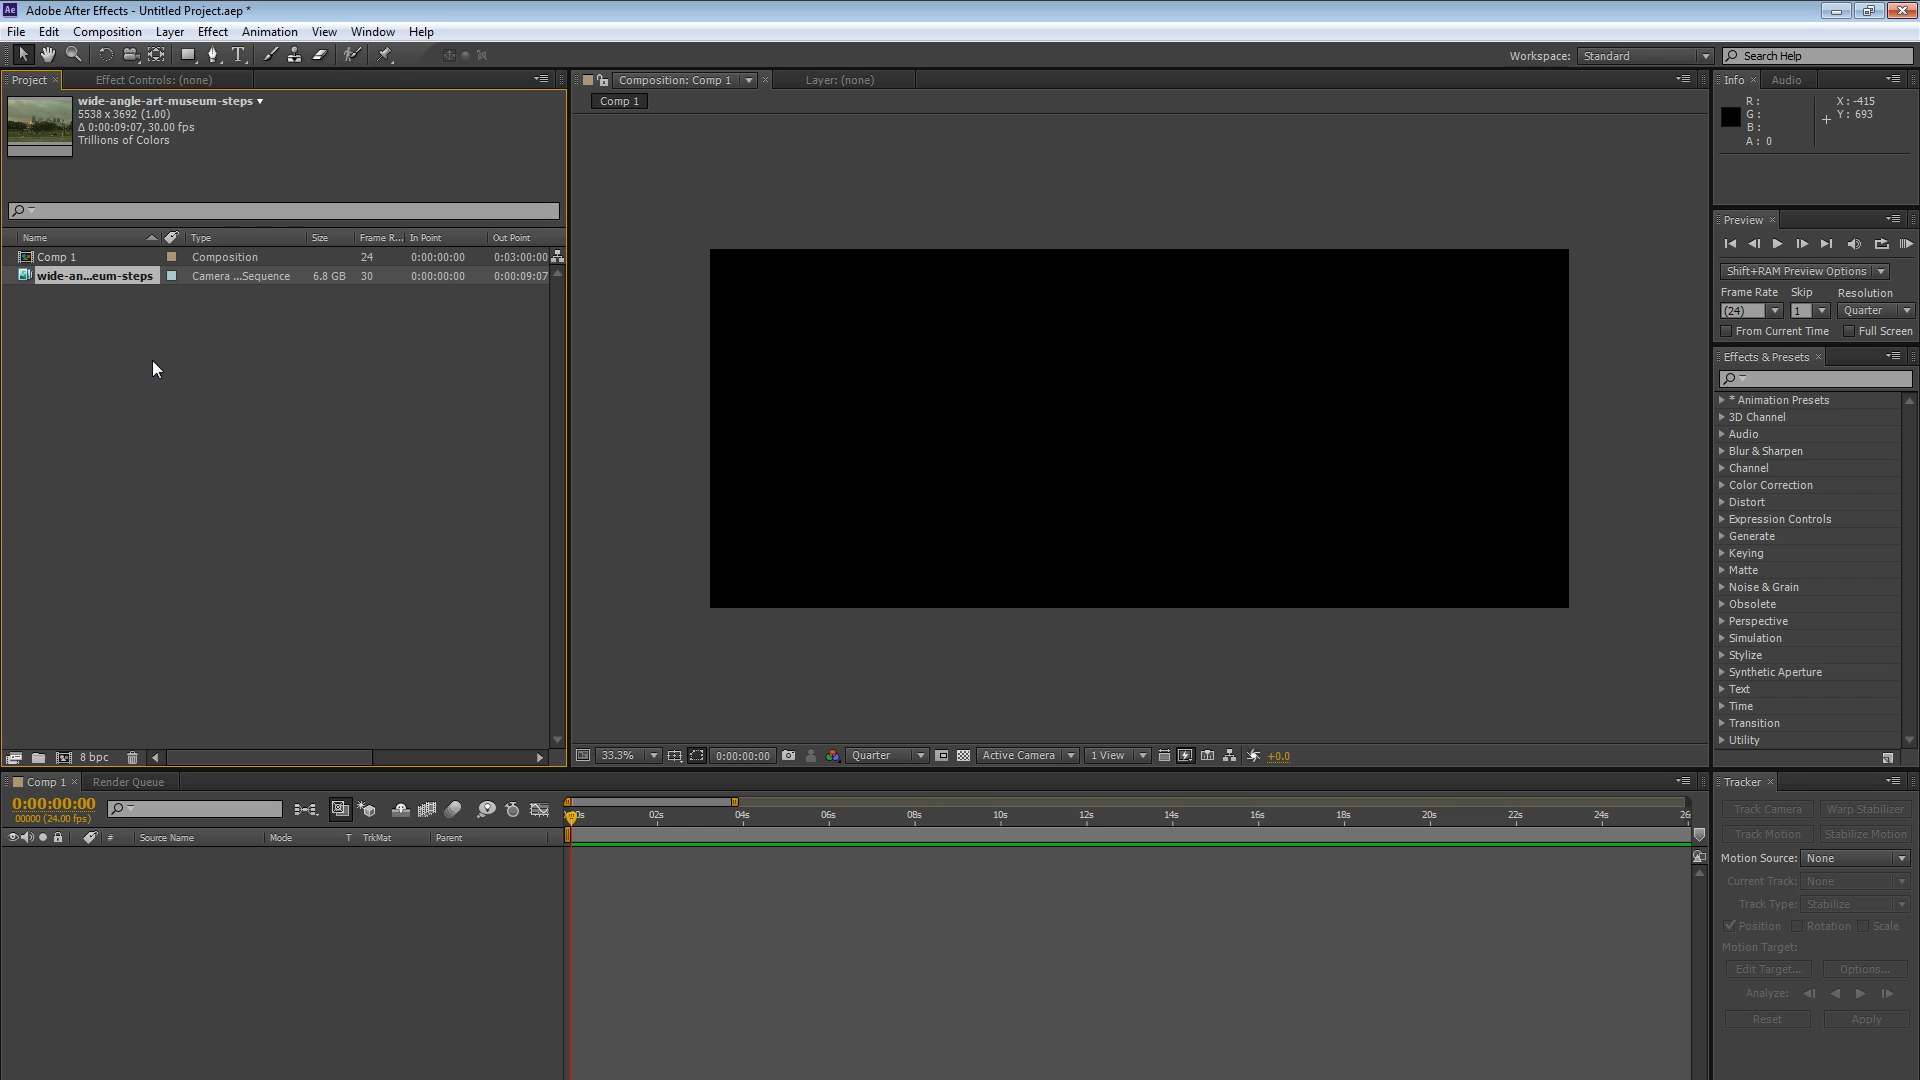 Adobe After Effects - Untitled Project.aep *
File Edit Composition Layer Effect Animation View Window Help
Workspace: Standard
Search Help
Project
Effect Controls: (none)
wide-angle-art-museum-steps
5538 x 3692 (1.00)
Δ 0:00:09:07, 30.00 fps
Trillions of Colors
Name Type Size Frame R... In Point Out Point
Comp 1 Composition 24 0:00:00:00 0:03:00:00
wide-an...eum-steps Camera ...Sequence 6.8 GB 30 0:00:00:00 0:00:09:07
8 bpc
Composition: Comp 1
Layer: (none)
Comp 1
33.3%
0:00:00:00
Quarter
Active Camera
1 View
+0.0
Info
Audio
R:
G:
B:
A: 0
X: -415
Y: 693
Preview
Shift+RAM Preview Options
Frame Rate Skip Resolution
(24) 1 Quarter
From Current Time Full Screen
Effects & Presets
* Animation Presets
3D Channel
Audio
Blur & Sharpen
Channel
Color Correction
Distort
Expression Controls
Generate
Keying
Matte
Noise & Grain
Obsolete
Perspective
Simulation
Stylize
Synthetic Aperture
Text
Time
Transition
Utility
Comp 1
Render Queue
0:00:00:00
00000 (24.00 fps)
# Source Name Mode T TrkMat Parent
02s 04s 06s 08s 10s 12s 14s 16s 18s 20s 22s 24s
Tracker
Track Camera Warp Stabilizer
Track Motion Stabilize Motion
Motion Source: None
Current Track: None
Track Type: Stabilize
Position Rotation Scale
Motion Target:
Edit Target... Options...
Analyze:
Reset Apply